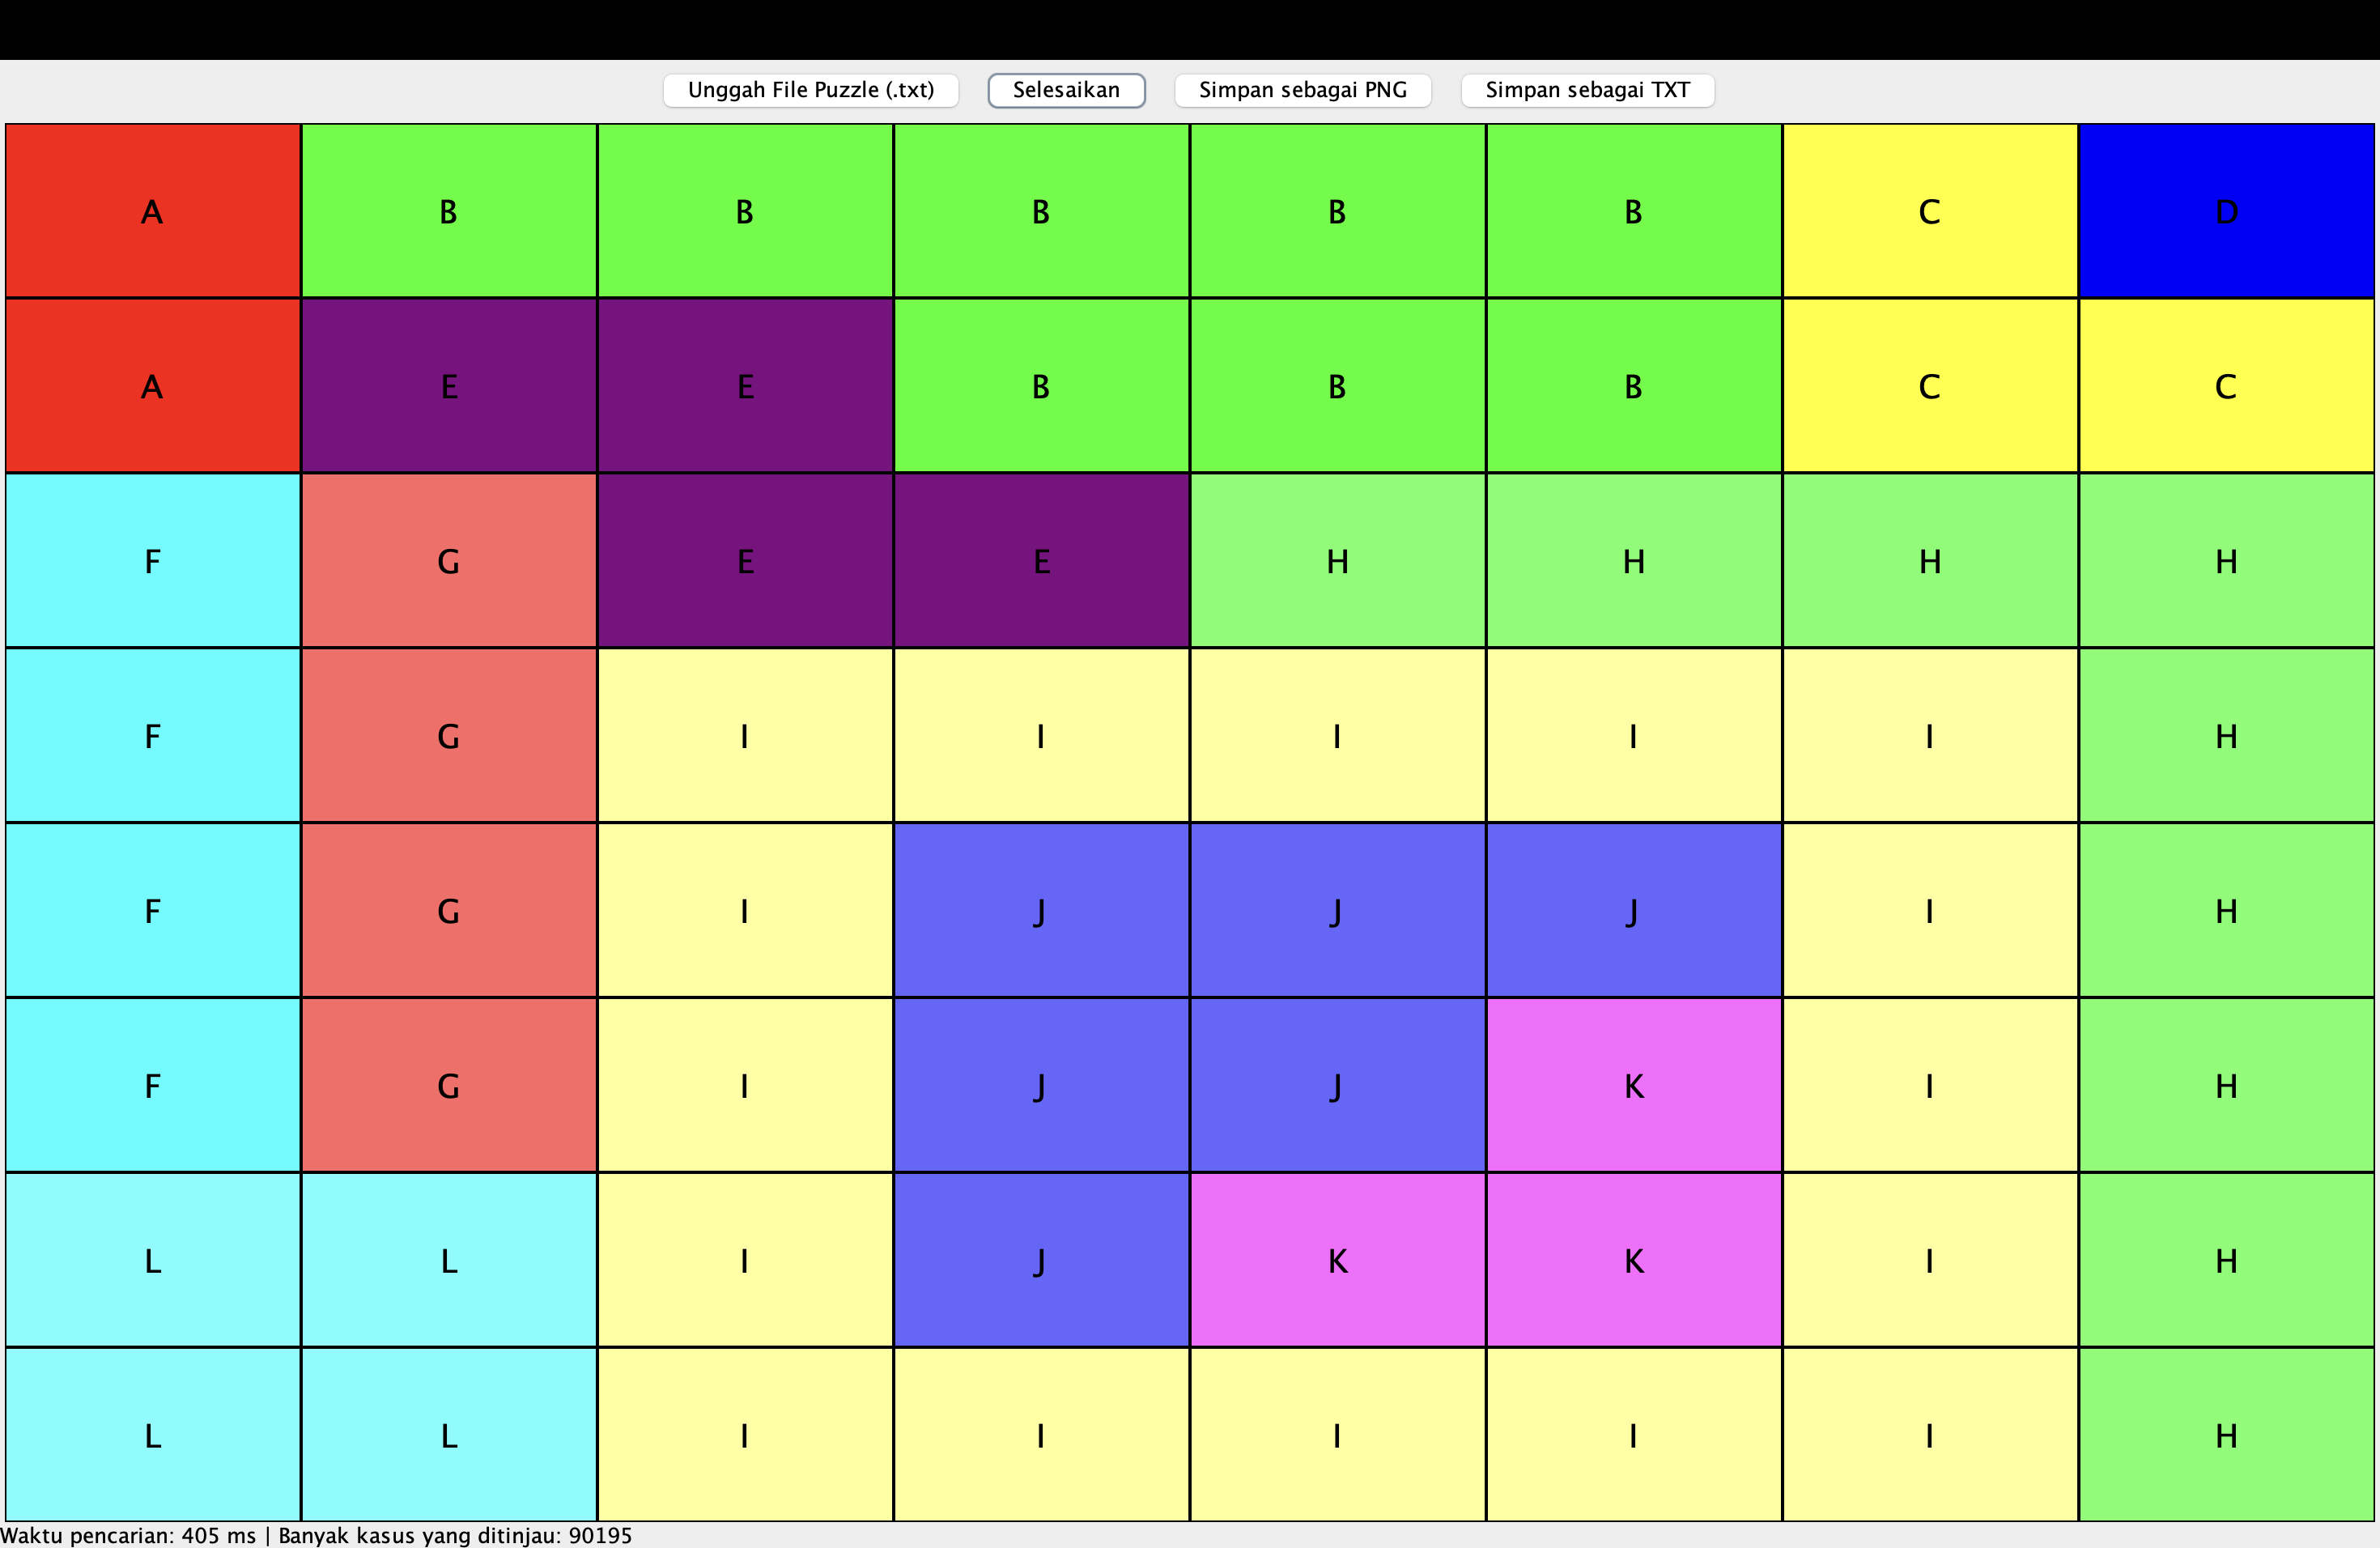 Unggah File Puzzle (.txt) Selesaikan Simpan sebagai PNG Simpan sebagai TXT
A B B B B B C D
A E E B B B C C
F G E E H H H H
F G I I I I I H
F G I J J J I H
F G I J J K I H
L L I J K K I H
L L I I I I I H
Waktu pencarian: 405 ms | Banyak kasus yang ditinjau: 90195